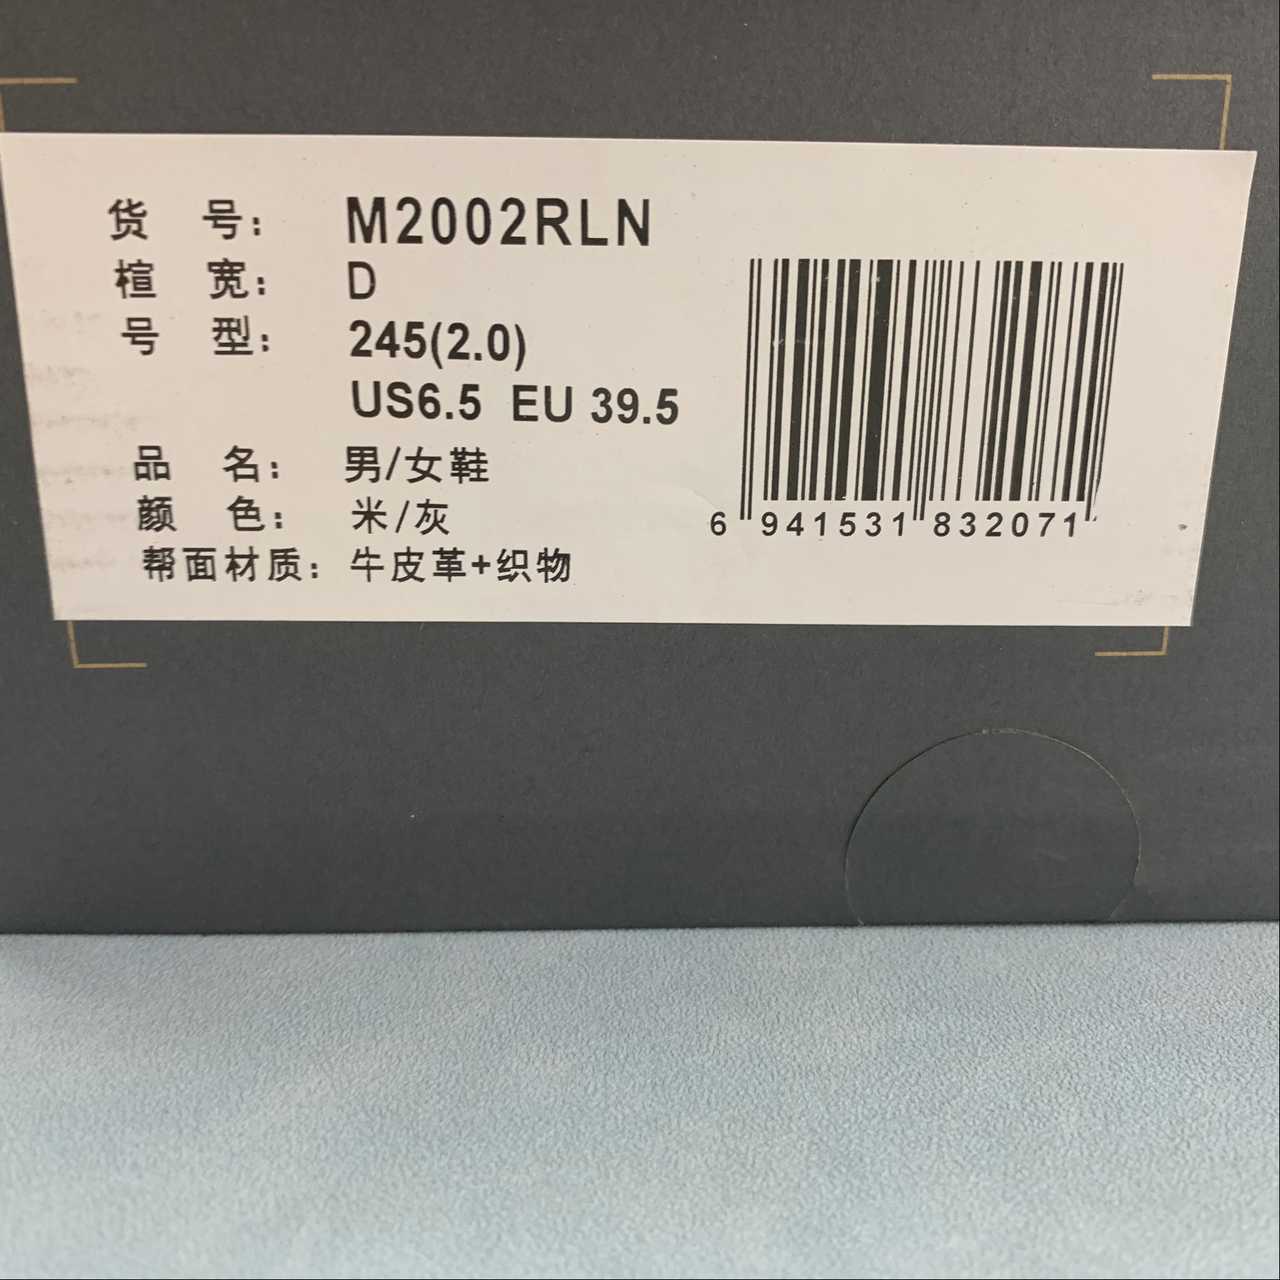 货 号: M2002RLN
楦 宽: D
号 型: 245(2.0)
US6.5 EU 39.5
品 名: 男/女鞋
颜 色: 米/灰
帮面材质: 牛皮革+织物
6 941531 832071